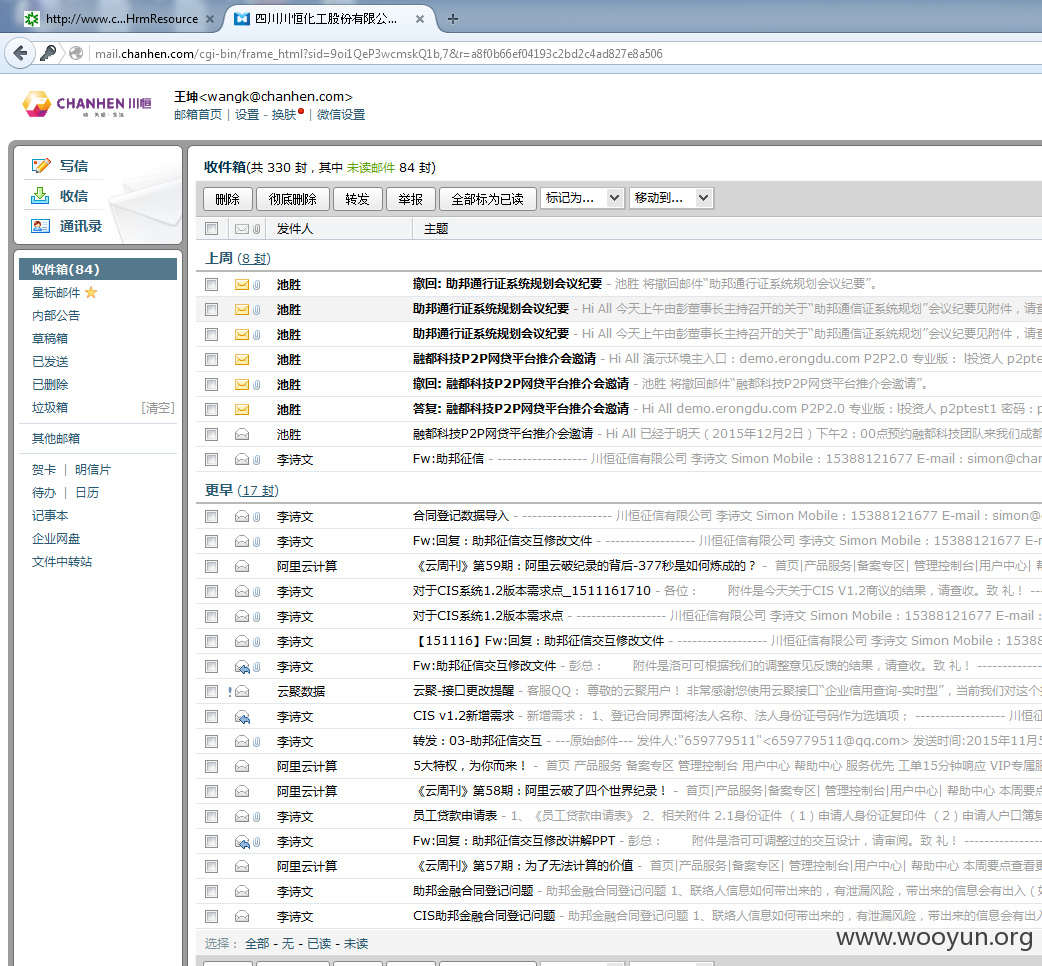 http://www.c...HrmResource
四川川恒化工股份有限公...
mail.chanhen.com/cgi-bin/frame_html?sid=9oi1QeP3wcmskQ1b,7&r=a8f0b66ef04193c2bd2c4ad827e8a506
CHANHEN 川恒
王坤<wangk@chanhen.com>
邮箱首页 | 设置 - 换肤 | 微信设置
写信
收信
通讯录
收件箱(84)
星标邮件
内部公告
草稿箱
已发送
已删除
垃圾箱 [清空]
其他邮箱
贺卡 | 明信片
待办 | 日历
记事本
企业网盘
文件中转站
收件箱(共 330 封，其中 未读邮件 84 封)
删除 彻底删除 转发 举报 全部标为已读 标记为... 移动到...
发件人 主题
上周 (8 封)
池胜 撤回: 助邦通行证系统规划会议纪要 - 池胜 将撤回邮件“助邦通行证系统规划会议纪要”。
池胜 助邦通行证系统规划会议纪要 - Hi All 今天上午由彭董事长主持召开的关于“助邦通信证系统规划”会议纪要见附件，请查
池胜 助邦通行证系统规划会议纪要 - Hi All 今天上午由彭董事长主持召开的关于“助邦通信证系统规划”会议纪要见附件，请查
池胜 融都科技P2P网贷平台推介会邀请 - Hi All 演示环境主入口：demo.erongdu.com P2P2.0 专业版： l投资人 p2pte
池胜 撤回: 融都科技P2P网贷平台推介会邀请 - 池胜 将撤回邮件“融都科技P2P网贷平台推介会邀请”。
池胜 答复: 融都科技P2P网贷平台推介会邀请 - Hi All demo.erongdu.com P2P2.0 专业版：l投资人 p2ptest1 密码：p
池胜 融都科技P2P网贷平台推介会邀请 - Hi All 已经于明天（2015年12月2日）下午2：00点预约融都科技团队来我们成都
李诗文 Fw:助邦征信 - ------------------ 川恒征信有限公司 李诗文 Simon Mobile：15388121677 E-mail：simon@chan
更早 (17 封)
李诗文 合同登记数据导入 - ------------------ 川恒征信有限公司 李诗文 Simon Mobile：15388121677 E-mail：simon@
李诗文 Fw:回复：助邦征信交互修改文件 - ------------------ 川恒征信有限公司 李诗文 Simon Mobile：15388121677 E-m
阿里云计算 《云周刊》第59期：阿里云破纪录的背后-377秒是如何炼成的？ - 首页|产品服务|备案专区| 管理控制台|用户中心| 帮
李诗文 对于CIS系统1.2版本需求点_1511161710 - 各位： 附件是今天关于CIS V1.2商议的结果，请查收。致 礼！ ---
李诗文 对于CIS系统1.2版本需求点 - ------------------ 川恒征信有限公司 李诗文 Simon Mobile：15388121677 E-mail：
李诗文 【151116】Fw:回复：助邦征信交互修改文件 - ------------------ 川恒征信有限公司 李诗文 Simon Mobile：15388
李诗文 Fw:助邦征信交互修改文件 - 彭总： 附件是洛可可根据我们的调整意见反馈的结果，请查收。致 礼！ -------------
! 云聚数据 云聚-接口更改提醒 - 客服QQ： 尊敬的云聚用户！ 非常感谢您使用云聚接口“企业信用查询-实时型”，当前我们对这个
李诗文 CIS v1.2新增需求 - 新增需求： 1、登记合同界面将法人名称、法人身份证号码作为选填项； ------------------ 川恒征
李诗文 转发：03-助邦征信交互 - ---原始邮件--- 发件人:"659779511"<659779511@qq.com> 发送时间:2015年11月5
阿里云计算 5大特权，为你而来！ - 首页 产品服务 备案专区 管理控制台 用户中心 帮助中心 服务优先 工单15分钟响应 VIP专属服
阿里云计算 《云周刊》第58期：阿里云破了四个世界纪录！ - 首页|产品服务|备案专区| 管理控制台|用户中心| 帮助中心 本周要点
李诗文 员工贷款申请表 - 1、《员工贷款申请表》 2、相关附件 2.1身份证件 （1）申请人身份证复印件 （2）申请人户口簿复
李诗文 Fw:回复：助邦征信交互修改讲解PPT - 彭总： 附件是洛可可调整过的交互设计，请审阅。致 礼！ ------------------
阿里云计算 《云周刊》第57期：为了无法计算的价值 - 首页|产品服务|备案专区| 管理控制台|用户中心| 帮助中心 本周要点查看更
李诗文 助邦金融合同登记问题 - 助邦金融合同登记问题 1、联络人信息如何带出来的，有泄漏风险，带出来的信息会有出入（如
李诗文 CIS助邦金融合同登记问题 - 助邦金融合同登记问题 1、联络人信息如何带出来的，有泄漏风险，带出来的信息会有出入
选择： 全部 - 无 - 已读 - 未读
www.wooyun.org